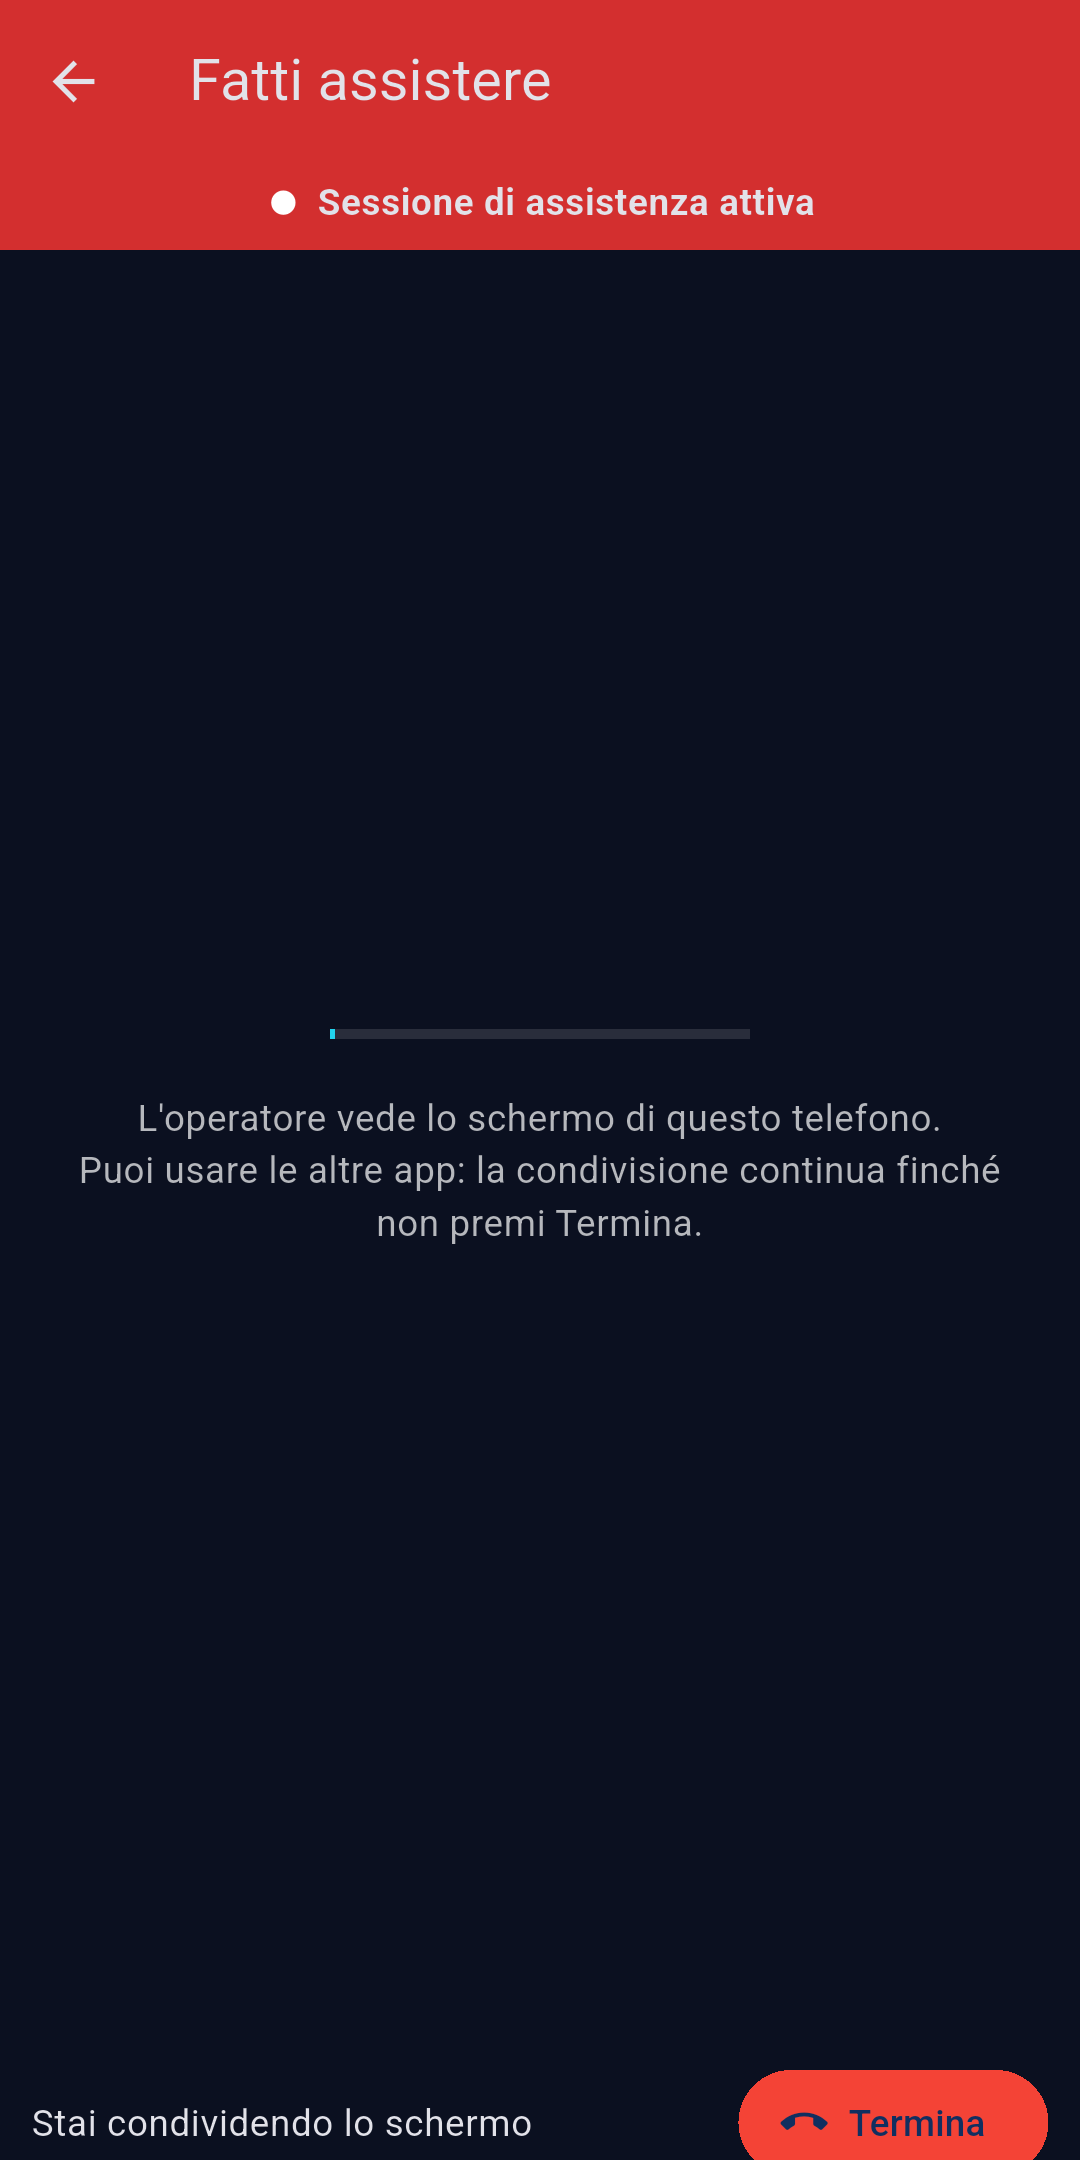 Fatti assistere
Sessione di assistenza attiva
L'operatore vede lo schermo di questo telefono.
Puoi usare le altre app: la condivisione continua finché
non premi Termina.
Stai condividendo lo schermo
Termina